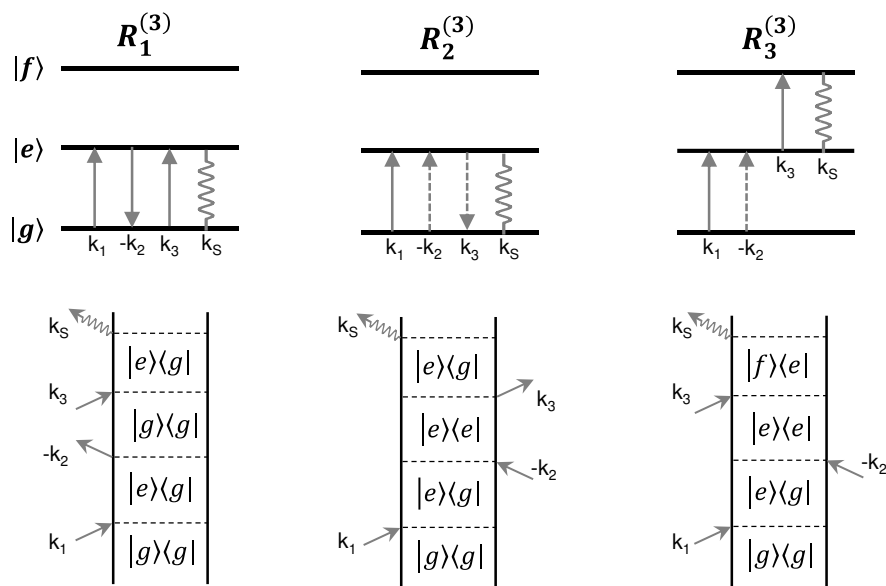 R₁⁽³⁾ R₂⁽³⁾ R₃⁽³⁾
|f⟩
|e⟩
k₃ kₛ
|g⟩
k₁ -k₂ k₃ kₛ
k₁ -k₂ k₃ kₛ
k₁ -k₂
kₛ
|e⟩⟨g|
k₃
|g⟩⟨g|
-k₂
|e⟩⟨g|
k₁
|g⟩⟨g|
kₛ
|e⟩⟨g|
k₃
|e⟩⟨e|
-k₂
|e⟩⟨g|
k₁
|g⟩⟨g|
kₛ
|f⟩⟨e|
k₃
|e⟩⟨e|
-k₂
|e⟩⟨g|
k₁
|g⟩⟨g|